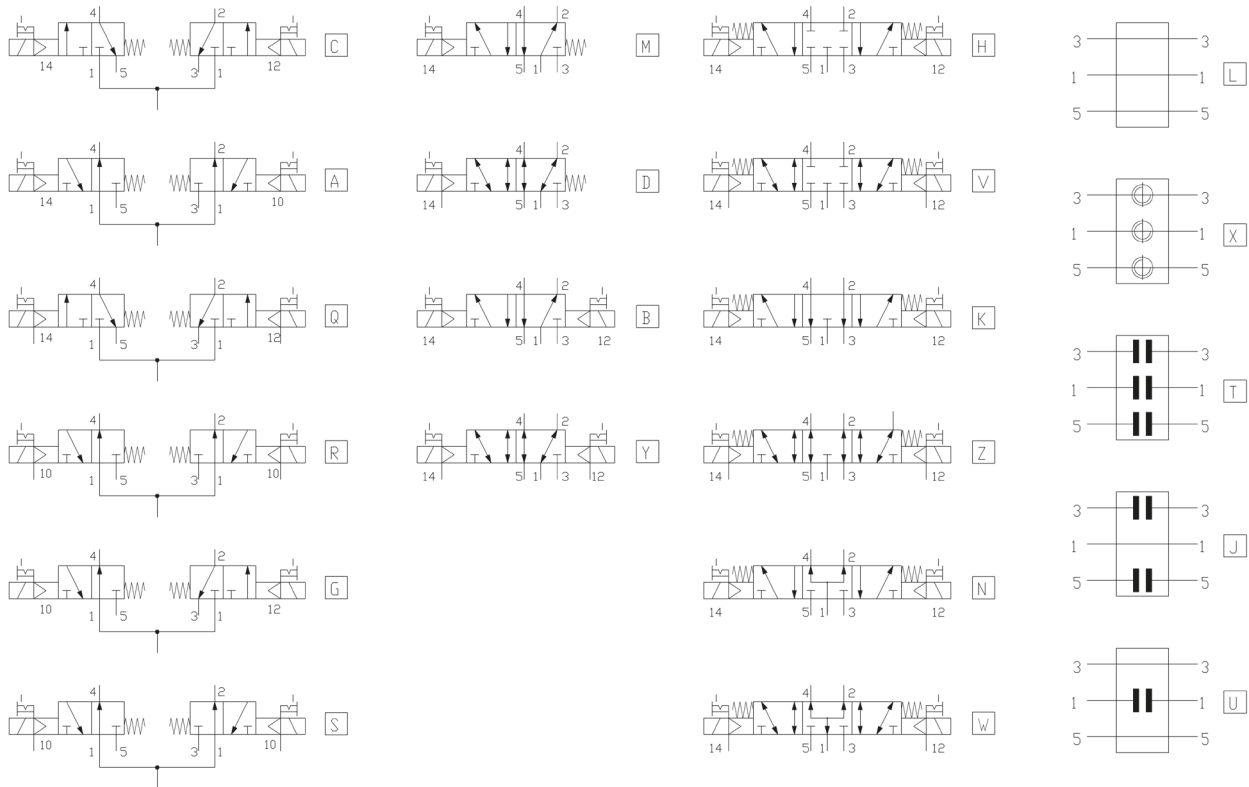 4 2 C
14 1 5 3 1 12
4 2 M
14 5 1 3
4 2 H
14 5 1 3 12
3 3
1 1 L
5 5
4 2 A
14 1 5 3 1 10
4 2 D
14 5 1 3
4 2 V
14 5 1 3 12
3 3
1 1 X
5 5
4 2 Q
14 1 5 3 1 12
4 2 B
14 5 1 3 12
4 2 K
14 5 1 3 12
3 3
1 1 T
5 5
4 2 R
10 1 5 3 1 10
4 2 Y
14 5 1 3 12
4 2 Z
14 5 1 3 12
3 3
1 1 J
5 5
4 2 G
10 1 5 3 1 12
4 2 N
14 5 1 3 12
3 3
1 1 U
5 5
4 2 S
10 1 5 3 1 10
4 2 W
14 5 1 3 12